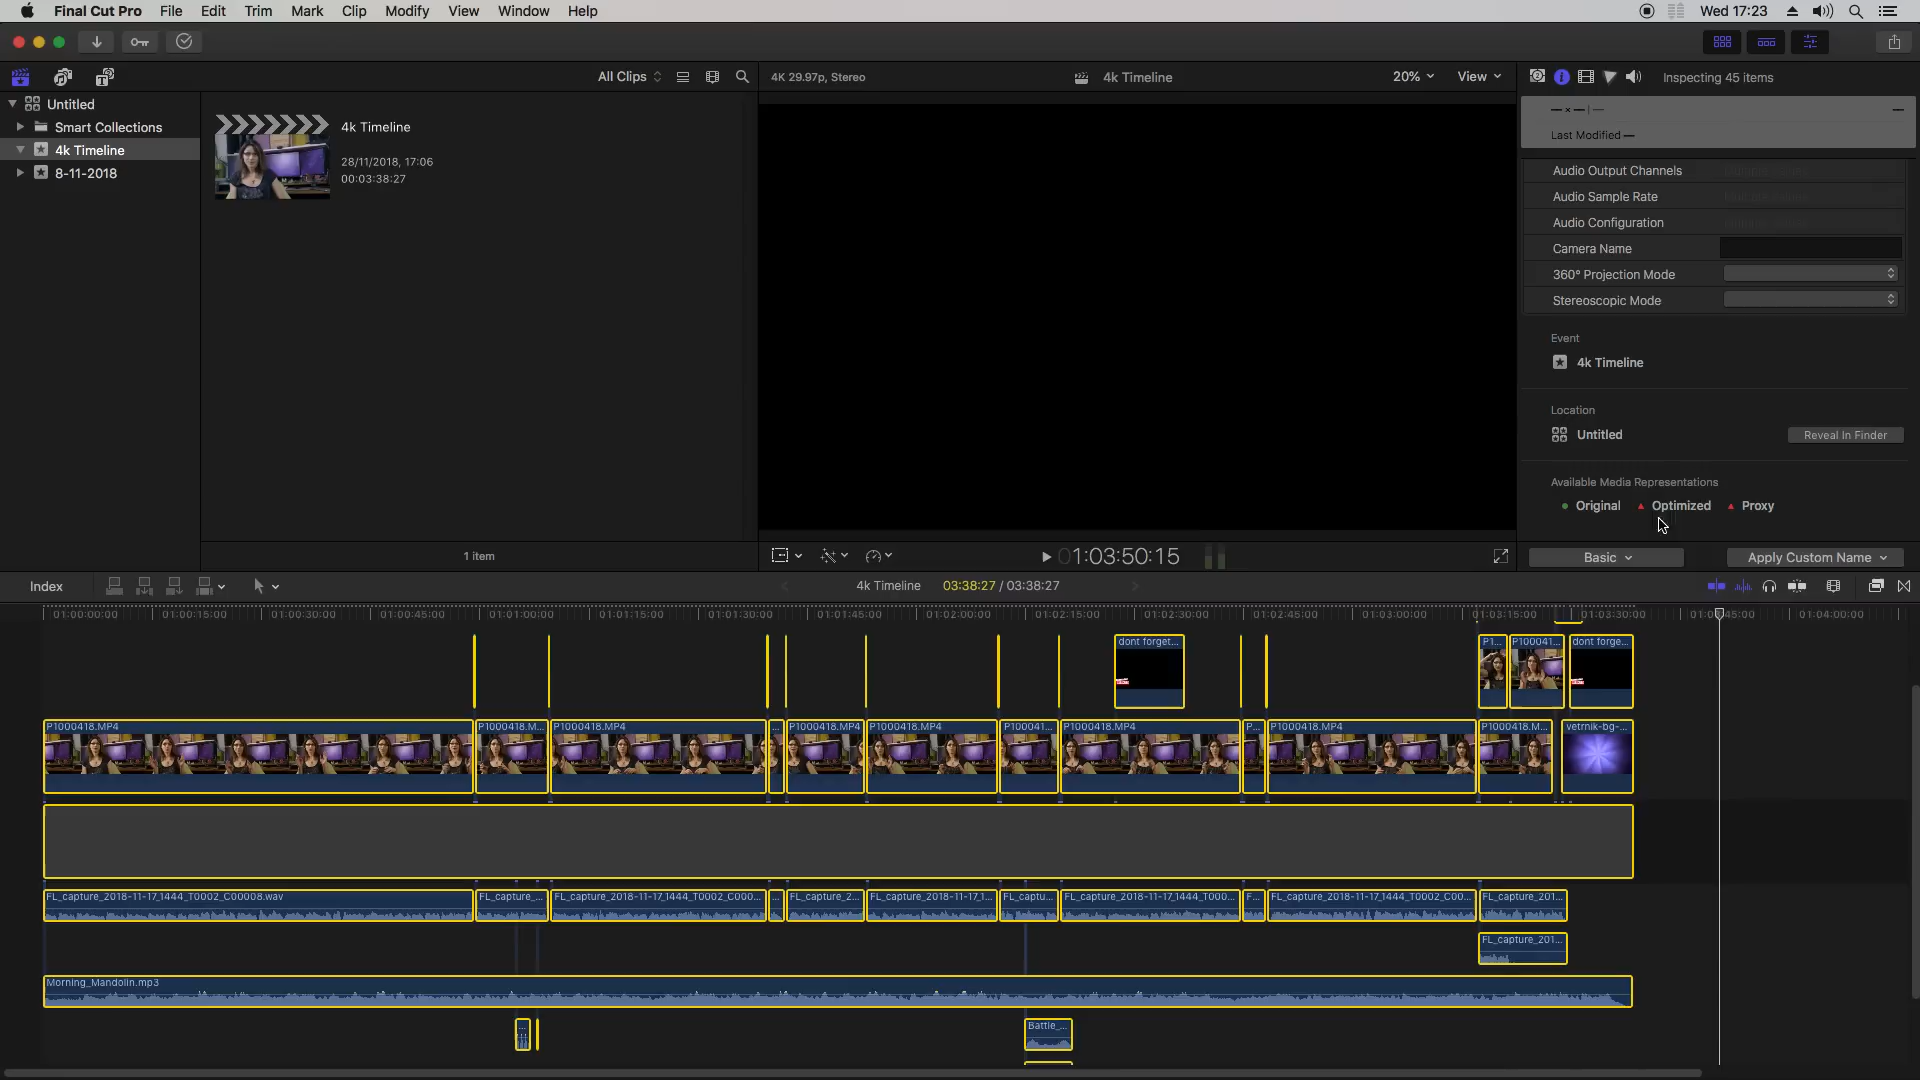 Final Cut Pro File Edit Trim Mark Clip Modify View Window Help Wed 17:23
All Clips 4K 29.97p, Stereo 4k Timeline 20% View Inspecting 45 items
Untitled
Smart Collections
4k Timeline
8-11-2018
4k Timeline
28/11/2018, 17:06
00:03:38:27
1 item
Last Modified —
Audio Output Channels
Audio Sample Rate
Audio Configuration
Camera Name
360° Projection Mode
Stereoscopic Mode
Event
4k Timeline
Location
Untitled Reveal In Finder
Available Media Representations
Original Optimized Proxy
01:03:50:15
Basic Apply Custom Name
Index 4k Timeline 03:38:27 / 03:38:27
01:00:00:00 00:00:15:00 01:00:30:00 00:00:45:00 01:01:00:00 01:01:15:00 01:01:30:00 01:01:45:00 01:02:00:00 01:02:15:00 01:02:30:00 01:02:45:00 01:03:00:00 01:03:15:00 01:03:30:00 01:04:00:00
dont forget... P1... P100041... dont forge...
P1000418.MP4 P1000418.M... P1000418.MP4 ... P1000418.MP4 P1000418.MP4 P100041... P1000418.MP4 P... P1000418.MP4 P1000418.M... vetrnik-bg-...
FL_capture_2018-11-17_1444_T0002_C00008.wav FL_capture_... FL_capture_2018-11-17_1444_T0002_C000... ... FL_capture_2... FL_capture_2018-11-17_1... FL_captu... FL_capture_2018-11-17_1444_T000... F... FL_capture_2018-11-17_1444_T0002_C00... FL_capture_201...
FL_capture_201...
Morning_Mandolin.mp3
... Battle_...